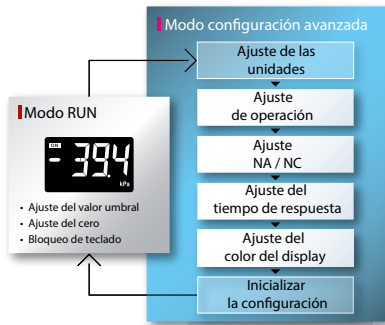 Modo configuración avanzada
Ajuste de las
unidades
Ajuste
de operación
Ajuste
NA / NC
Ajuste del
tiempo de respuesta
Ajuste del
color del display
Inicializar
la configuración
Modo RUN
ON
- 39.4
kPa
• Ajuste del valor umbral
• Ajuste del cero
• Bloqueo de teclado